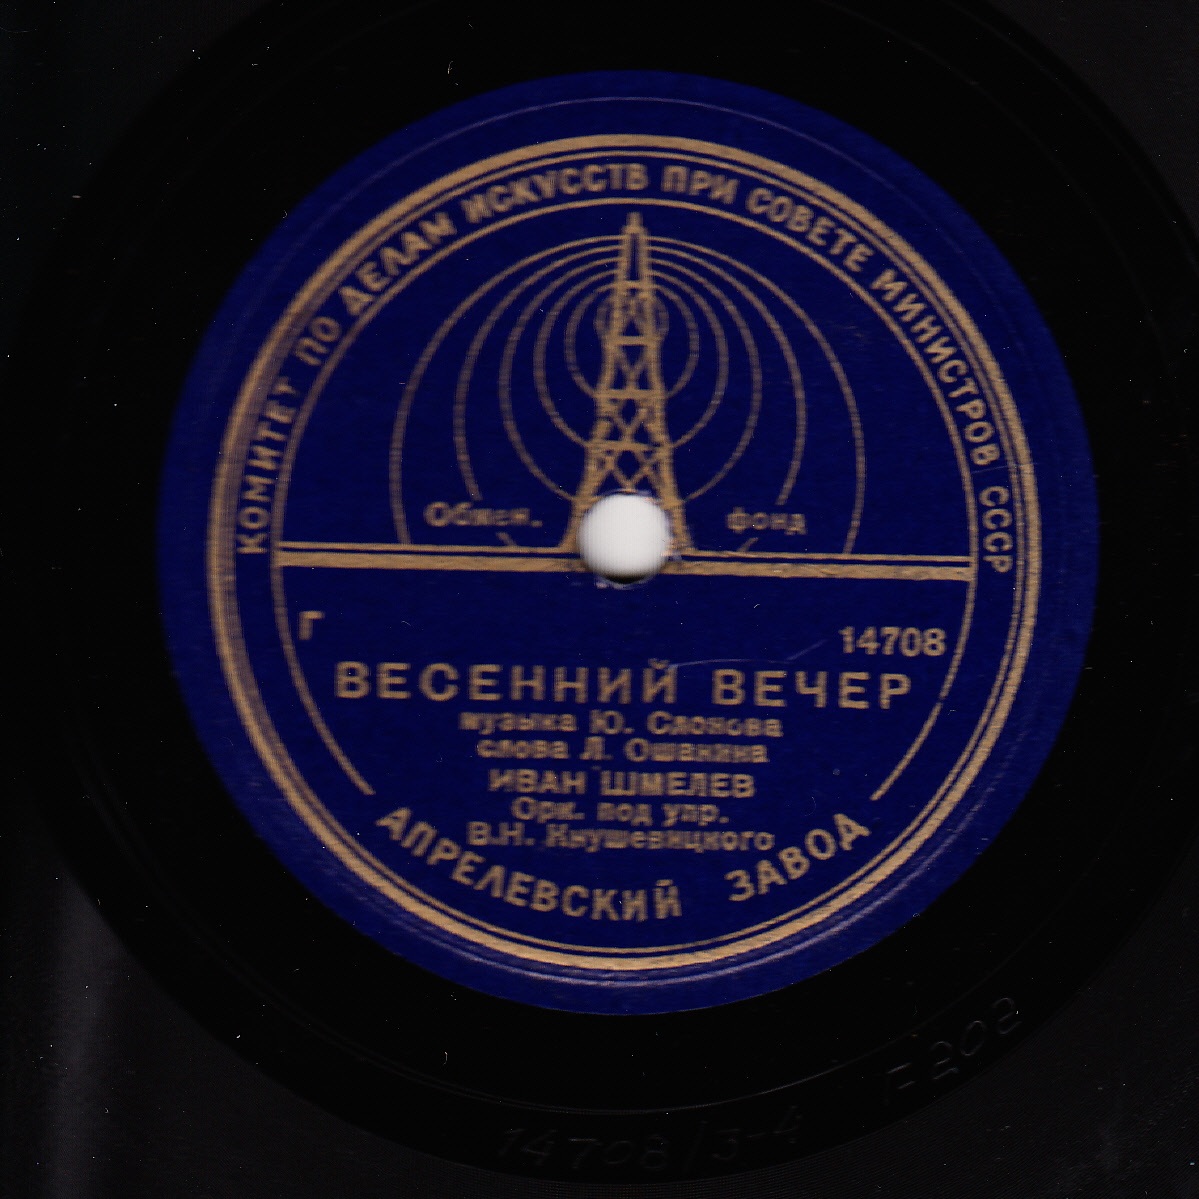 КОМИТЕТ ПО ДЕЛАМ ИСКУССТВ ПРИ СОВЕТЕ МИНИСТРОВ СССР
Обмен. фонд
Г 14708
ВЕСЕННИЙ ВЕЧЕР
музыка Ю. Слонова
слова Л. Ошанина
ИВАН ШМЕЛЕВ
Орк. под упр.
В.Н. Кнушевицкого
АПРЕЛЕВСКИЙ ЗАВОД
14708/3-4 Г 202